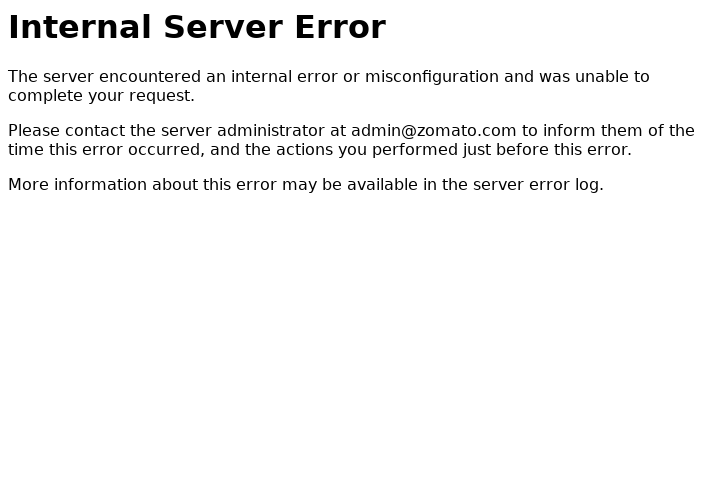 Internal Server Error
The server encountered an internal error or misconfiguration and was unable to
complete your request.
Please contact the server administrator at admin@zomato.com to inform them of the
time this error occurred, and the actions you performed just before this error.
More information about this error may be available in the server error log.